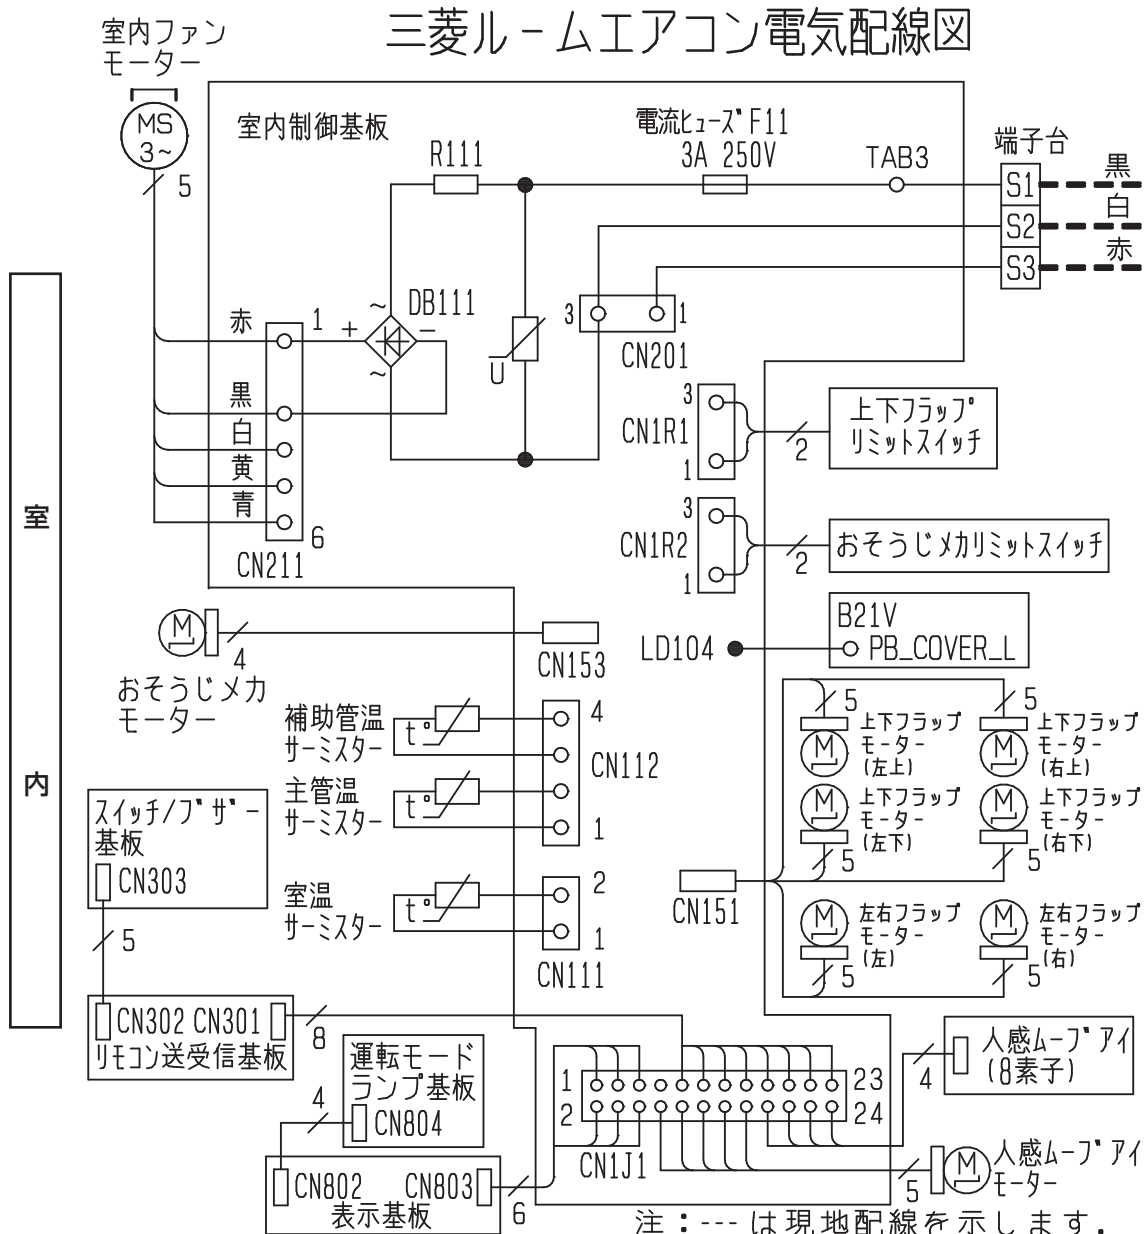 三菱ルームエアコン電気配線図
室内ファン
モーター
MS
3~
5
室内制御基板
電流ヒューズF11
3A 250V
R111
TAB3
端子台
S1
黒
S2
白
S3
赤
DB111
~
+
−
~
U
3
1
CN201
赤
1
黒
白
黄
青
6
CN211
3
CN1R1
1
2
上下フラップ
リミットスイッチ
3
CN1R2
1
2
おそうじメカリミットスイッチ
室
内
M
4
おそうじメカ
モーター
CN153
LD104
B21V
PB_COVER_L
補助管温
サーミスター
t°
4
CN112
主管温
サーミスター
t°
1
室温
サーミスター
t°
2
1
CN111
5
M
上下フラップ
モーター
(左上)
5
M
上下フラップ
モーター
(右上)
M
上下フラップ
モーター
(左下)
5
M
上下フラップ
モーター
(右下)
5
CN151
M
左右フラップ
モーター
(左)
5
M
左右フラップ
モーター
(右)
5
スイッチ/ブザー
基板
CN303
5
CN302 CN301
リモコン送受信基板
8
運転モード
ランプ基板
CN804
4
CN802 CN803
表示基板
6
1
23
2
24
CN1J1
4
人感ムーブアイ
(8素子)
5
M
人感ムーブアイ
モーター
注：--- は現地配線を示します.